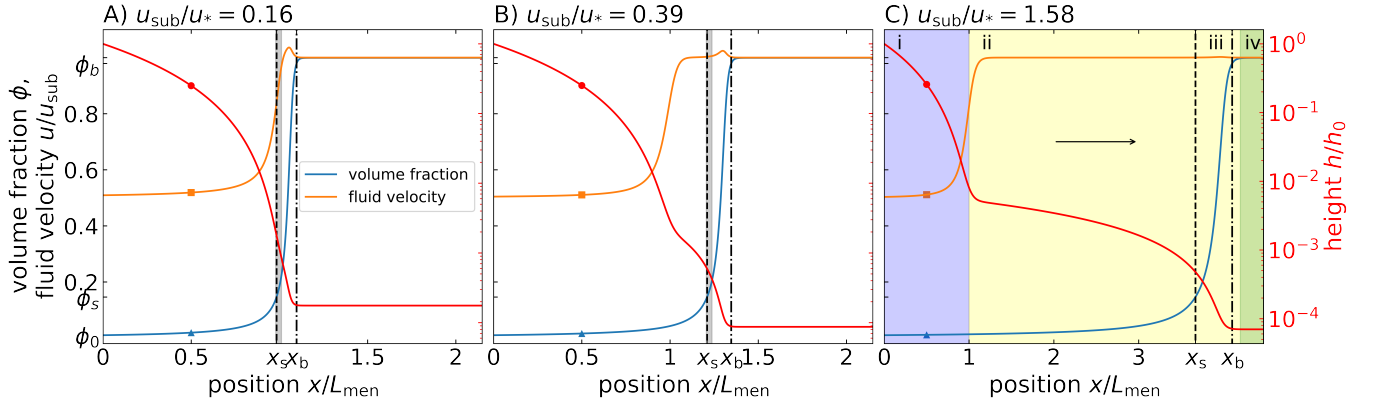 A) u_sub/u_* = 0.16
B) u_sub/u_* = 0.39
C) u_sub/u_* = 1.58
volume fraction ϕ,
fluid velocity u/u_sub
ϕ_b
0.8
0.6
0.4
0.2
ϕ_s
ϕ_0
volume fraction
fluid velocity
0 0.5 x_s x_b 1.5 2
position x/L_men
0 0.5 1 x_s x_b 1.5 2
position x/L_men
i ii iii iv
0 1 2 3 x_s x_b
position x/L_men
10^0
10^-1
10^-2
10^-3
10^-4
height h/h_0